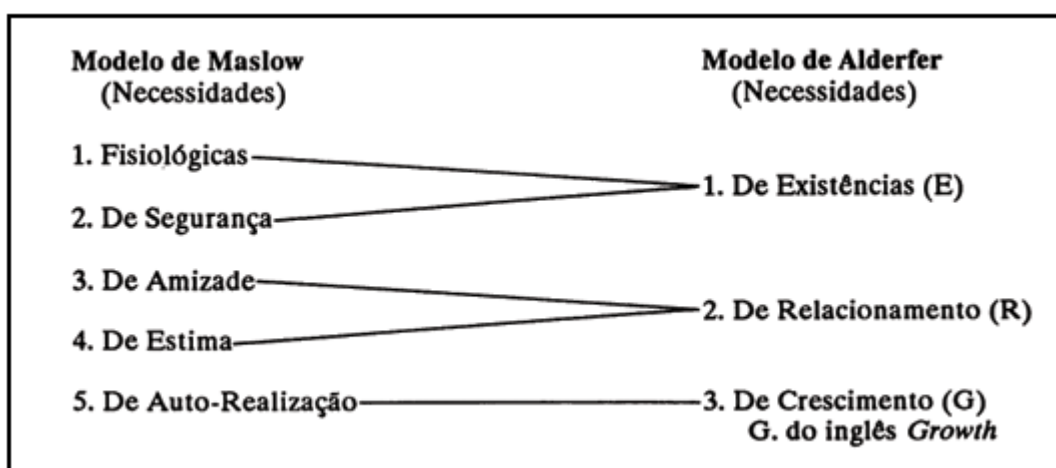 Modelo de Maslow
(Necessidades)
1. Fisiológicas
2. De Segurança
3. De Amizade
4. De Estima
5. De Auto-Realização
Modelo de Alderfer
(Necessidades)
1. De Existências (E)
2. De Relacionamento (R)
3. De Crescimento (G)
G. do inglês Growth